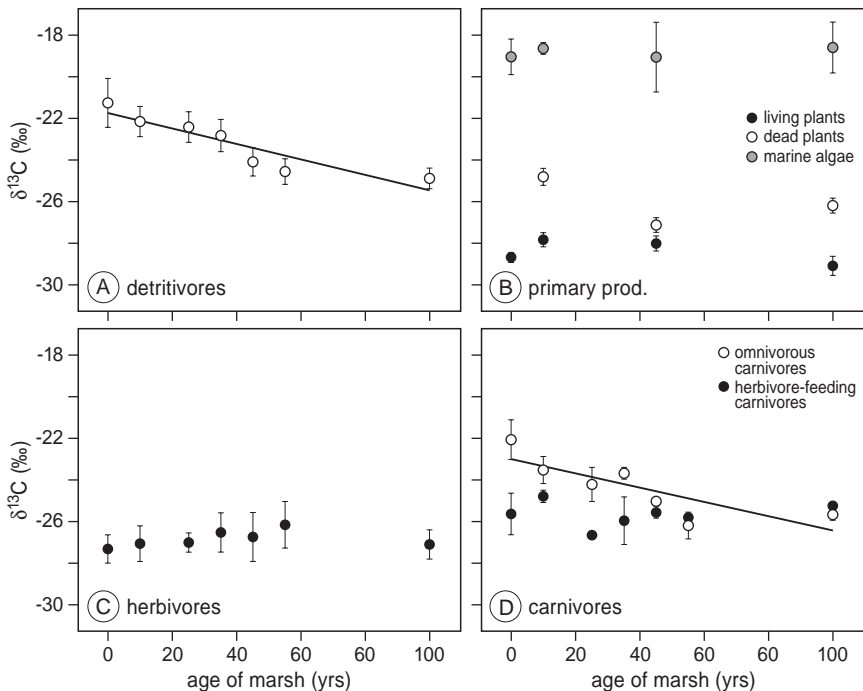 -18
-22
-26
-30
δ¹³C (‰)
A detritivores
living plants
dead plants
marine algae
B primary prod.
-18
-22
-26
-30
δ¹³C (‰)
C herbivores
0 20 40 60 60 100
age of marsh (yrs)
omnivorous
carnivores
herbivore-feeding
carnivores
D carnivores
0 20 40 60 60 100
age of marsh (yrs)